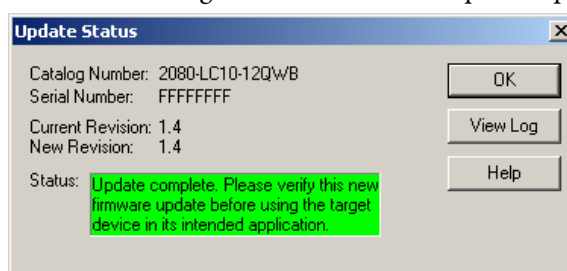 Update Status
Catalog Number: 2080-LC10-12QWB
Serial Number: FFFFFFFF
Current Revision: 1.4
New Revision: 1.4
Status: Update complete. Please verify this new
firmware update before using the target
device in its intended application.
OK
View Log
Help